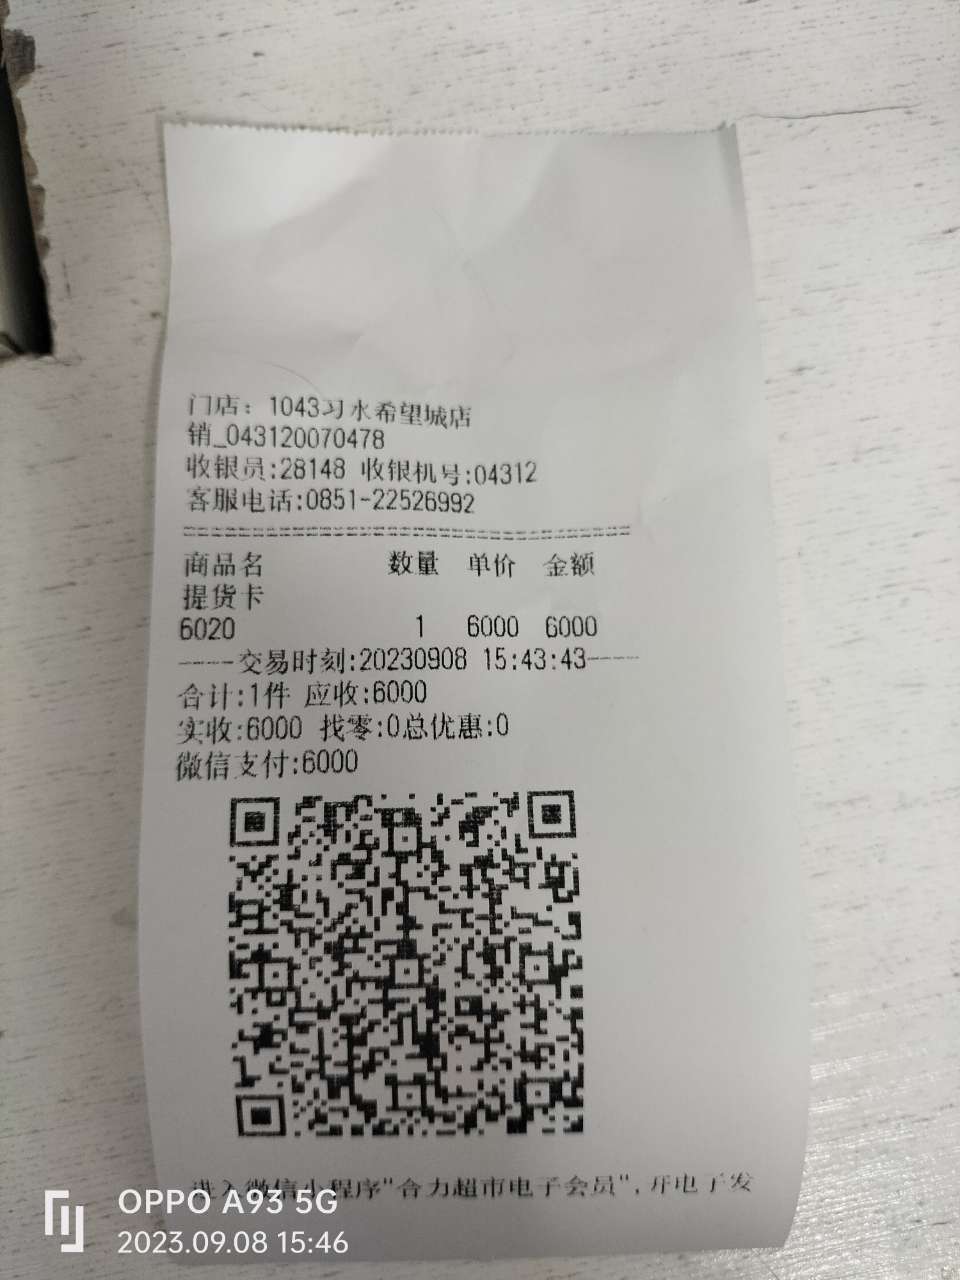 门店：1043习水希望城店
销_043120070478
收银员:28148 收银机号:04312
客服电话:0851-22526992
商品名 数量 单价 金额
提货卡
6020 1 6000 6000
-----交易时刻:20230908 15:43:43-----
合计:1件 应收:6000
实收:6000 找零:0总优惠:0
微信支付:6000
进入微信小程序"合力超市电子会员",开电子发
OPPO A93 5G
2023.09.08 15:46